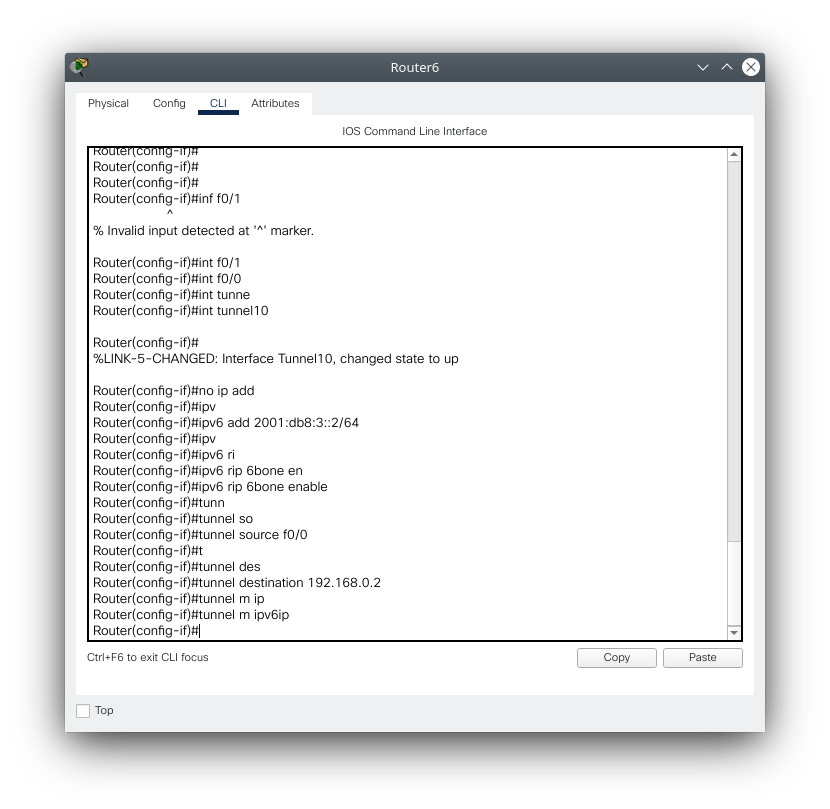 Router6
Physical Config CLI Attributes
IOS Command Line Interface
Router(config-if)#
Router(config-if)#
Router(config-if)#
Router(config-if)#inf f0/1
^
% Invalid input detected at '^' marker.
Router(config-if)#int f0/1
Router(config-if)#int f0/0
Router(config-if)#int tunne
Router(config-if)#int tunnel10
Router(config-if)#
%LINK-5-CHANGED: Interface Tunnel10, changed state to up
Router(config-if)#no ip add
Router(config-if)#ipv
Router(config-if)#ipv6 add 2001:db8:3::2/64
Router(config-if)#ipv
Router(config-if)#ipv6 ri
Router(config-if)#ipv6 rip 6bone en
Router(config-if)#ipv6 rip 6bone enable
Router(config-if)#tunn
Router(config-if)#tunnel so
Router(config-if)#tunnel source f0/0
Router(config-if)#t
Router(config-if)#tunnel des
Router(config-if)#tunnel destination 192.168.0.2
Router(config-if)#tunnel m ip
Router(config-if)#tunnel m ipv6ip
Router(config-if)#
Ctrl+F6 to exit CLI focus
Copy
Paste
Top